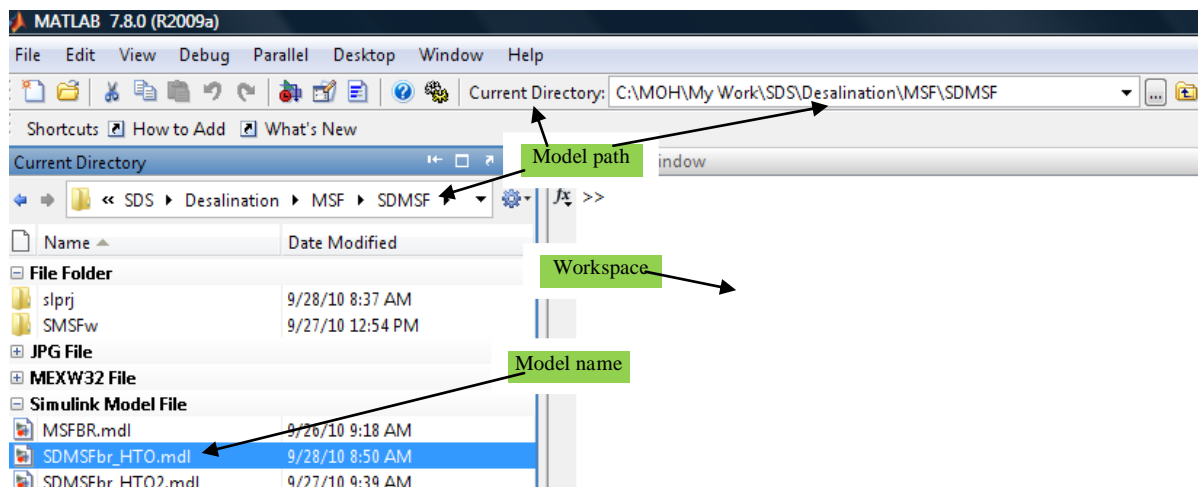 MATLAB 7.8.0 (R2009a)
File Edit View Debug Parallel Desktop Window Help
Current Directory: C:\MOH\My Work\SDS\Desalination\MSF\SDMSF ...
Shortcuts How to Add What's New
Current Directory
Model path
indow
« SDS Desalination MSF SDMSF
fx >>
Name Date Modified
Workspace
File Folder
slprj 9/28/10 8:37 AM
SMSFw 9/27/10 12:54 PM
JPG File
Model name
MEXW32 File
Simulink Model File
MSFBR.mdl 9/26/10 9:18 AM
SDMSFbr_HTO.mdl 9/28/10 8:50 AM
SDMSFbr_HTO2.mdl 9/27/10 9:39 AM